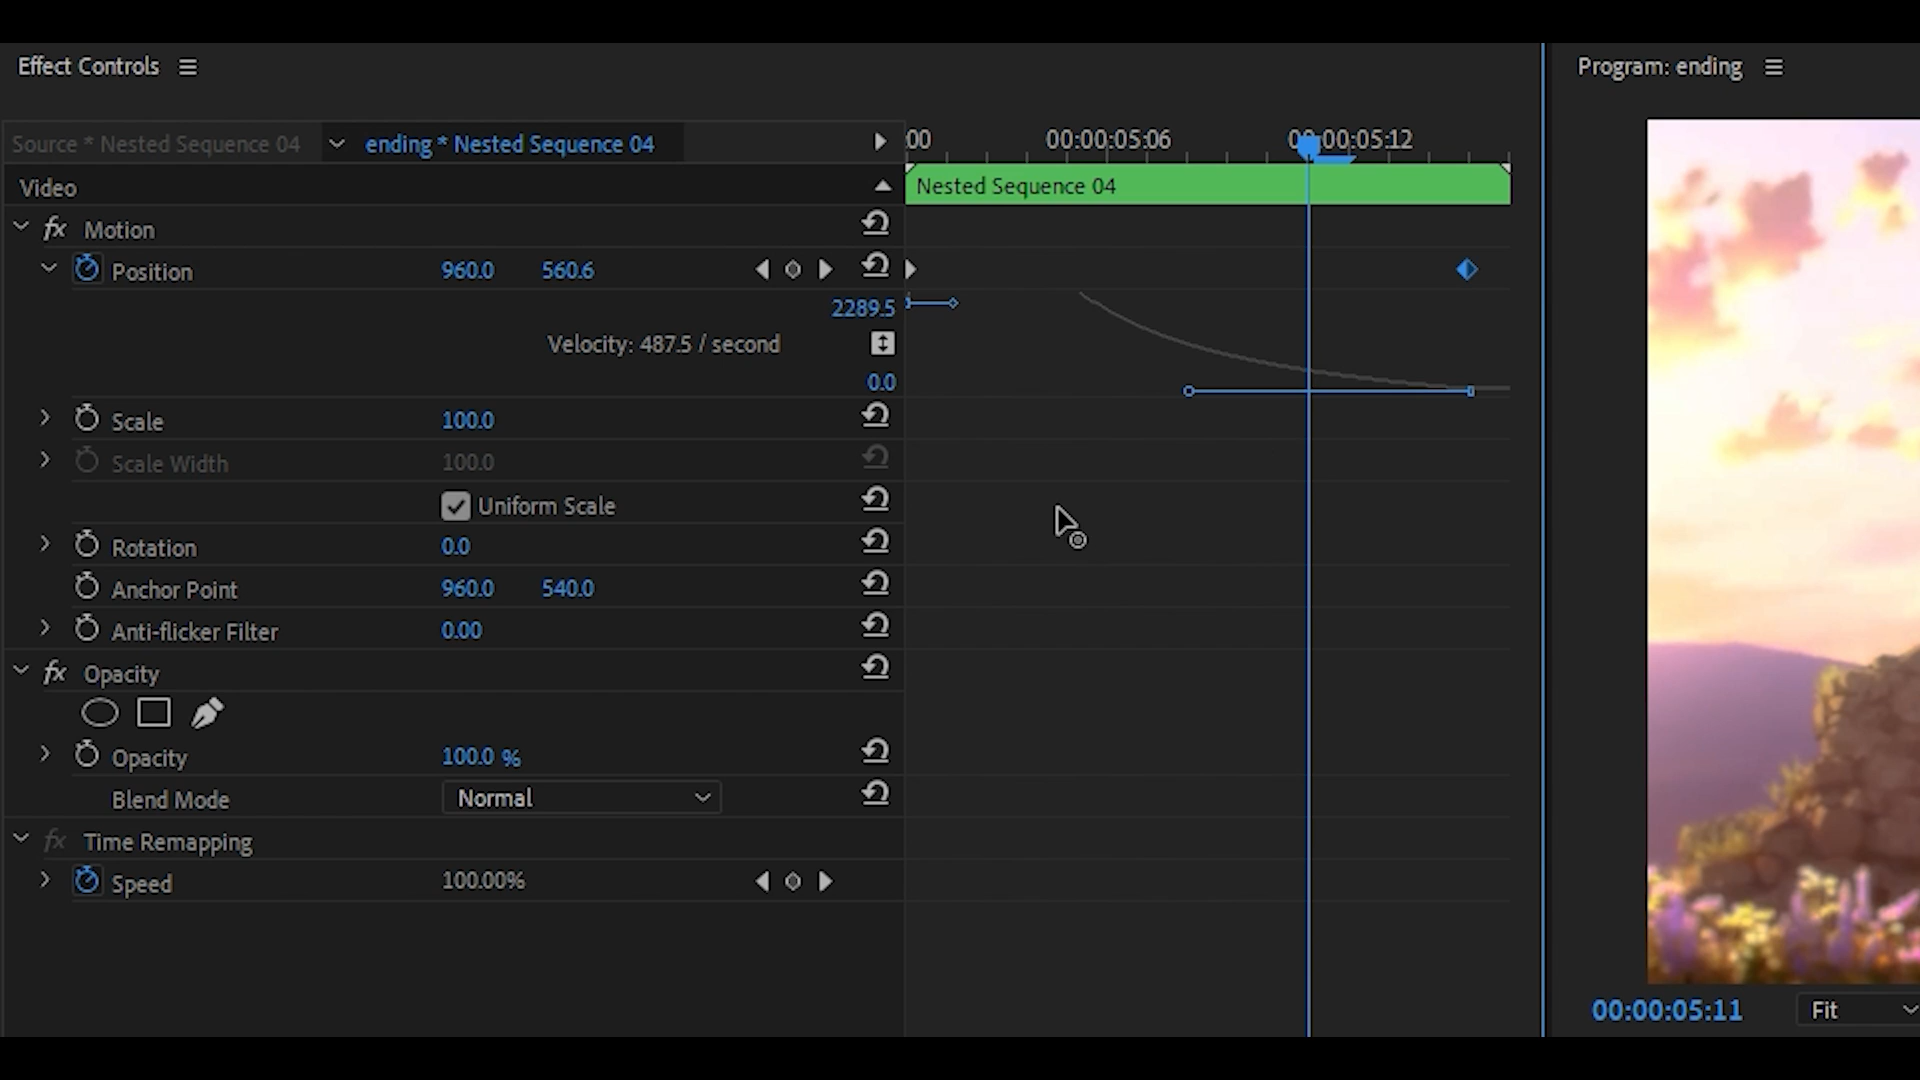 Effect Controls
Program: ending
Source * Nested Sequence 04
ending * Nested Sequence 04
:00
00:00:05:06
00:00:05:12
Video
Nested Sequence 04
fx Motion
Position 960.0 560.6
2289.5
Velocity: 487.5 / second
0.0
Scale 100.0
Scale Width 100.0
Uniform Scale
Rotation 0.0
Anchor Point 960.0 540.0
Anti-flicker Filter 0.00
fx Opacity
Opacity 100.0 %
Blend Mode Normal
fx Time Remapping
Speed 100.00%
00:00:05:11
Fit